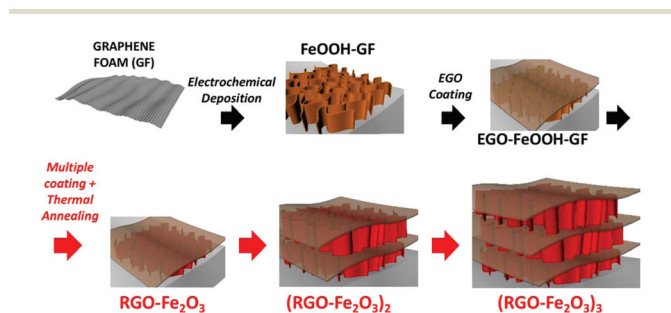 GRAPHENE
FOAM (GF)
Electrochemical
Deposition
FeOOH-GF
EGO
Coating
EGO-FeOOH-GF
Multiple
coating +
Thermal
Annealing
RGO-Fe₂O₃
(RGO-Fe₂O₃)₂
(RGO-Fe₂O₃)₃